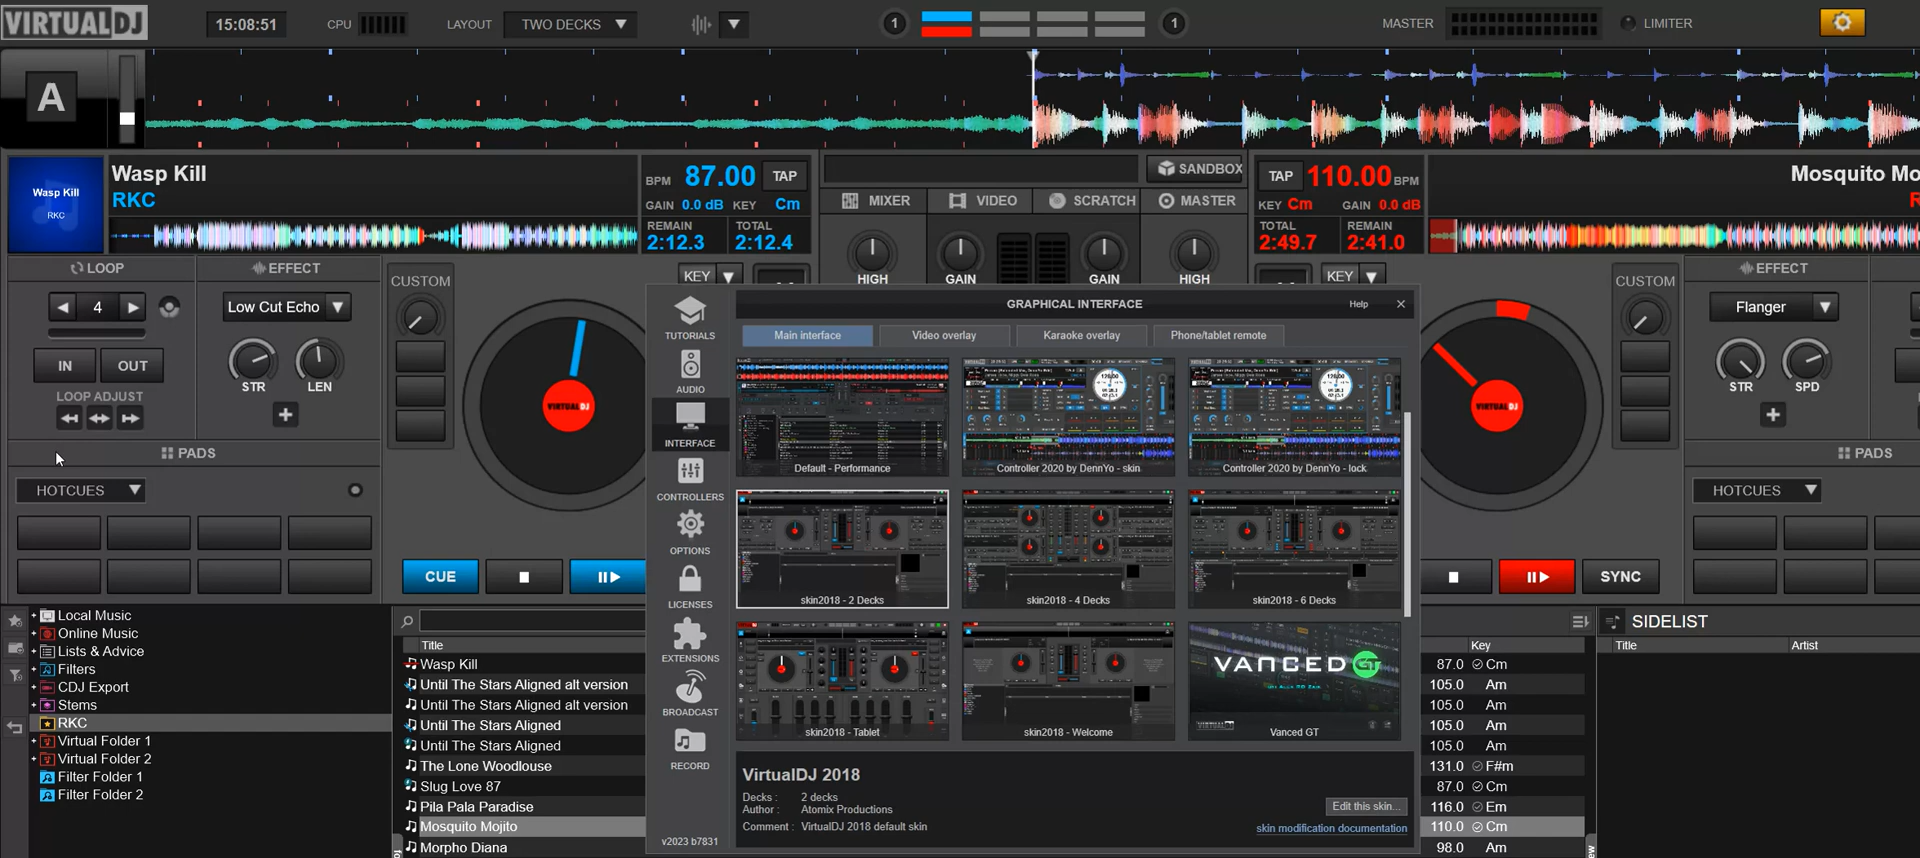 VIRTUALDJ
15:08:51
CPU
LAYOUT
TWO DECKS
1
1
MASTER
LIMITER
A
Wasp Kill
RKC
Wasp Kill
RKC
BPM 87.00 TAP
GAIN 0.0 dB KEY Cm
REMAIN TOTAL
2:12.3 2:12.4
SANDBOX
MIXER VIDEO SCRATCH MASTER
HIGH GAIN GAIN HIGH
TAP 110.00 BPM
KEY Cm GAIN 0.0 dB
TOTAL REMAIN
2:49.7 2:41.0
Mosquito Mo
KEY
KEY
LOOP
4
IN OUT
LOOP ADJUST
EFFECT
Low Cut Echo
STR LEN
CUSTOM
VIRTUALDJ
PADS
HOTCUES
CUE
CUSTOM
EFFECT
Flanger
STR SPD
VIRTUALDJ
PADS
HOTCUES
SYNC
GRAPHICAL INTERFACE
Help
TUTORIALS
AUDIO
INTERFACE
CONTROLLERS
OPTIONS
LICENSES
EXTENSIONS
BROADCAST
RECORD
v2023 b7831
Main interface Video overlay Karaoke overlay Phone/tablet remote
Default - Performance
Controller 2020 by DennYo - skin
Controller 2020 by DennYo - lock
skin2018 - 2 Decks
skin2018 - 4 Decks
skin2018 - 6 Decks
skin2018 - Tablet
skin2018 - Welcome
VANCED GT
VIRTUALDJ
Vanced GT
VirtualDJ 2018
Decks : 2 decks
Author : Atomix Productions
Comment : VirtualDJ 2018 default skin
Edit this skin...
skin modification documentation
Local Music
Online Music
Lists & Advice
Filters
CDJ Export
Stems
RKC
Virtual Folder 1
Virtual Folder 2
Filter Folder 1
Filter Folder 2
Title
Wasp Kill
Until The Stars Aligned alt version
Until The Stars Aligned alt version
Until The Stars Aligned
Until The Stars Aligned
The Lone Woodlouse
Slug Love 87
Pila Pala Paradise
Mosquito Mojito
Morpho Diana
Key
87.0 Cm
105.0 Am
105.0 Am
105.0 Am
105.0 Am
131.0 F#m
87.0 Cm
116.0 Em
110.0 Cm
98.0 Am
SIDELIST
Title Artist